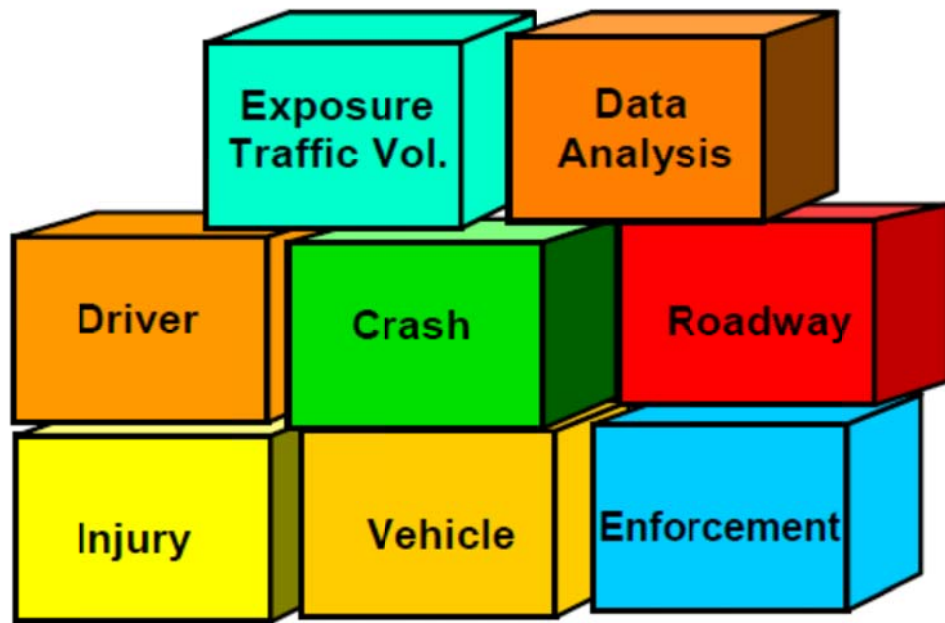 Exposure
Traffic Vol.
Data
Analysis
Driver
Crash
Roadway
Injury
Vehicle
Enforcement